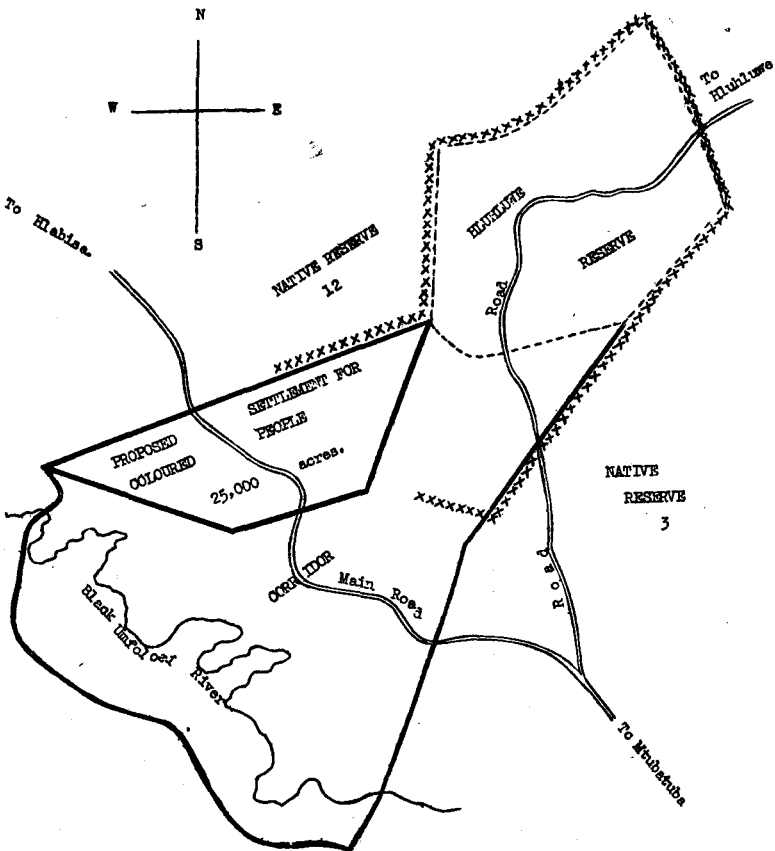 N
W
E
S
To
Hluhluwe
To Hlabisa.
HLUHLUWE
RESERVE
NATIVE RESERVE
12
Road
SETTLEMENT FOR
PEOPLE
PROPOSED
COLOURED
25,000 acres.
NATIVE
RESERVE
3
CORRIDOR
Main Road
Road
Black Umfolozi River
To Mtubatuba